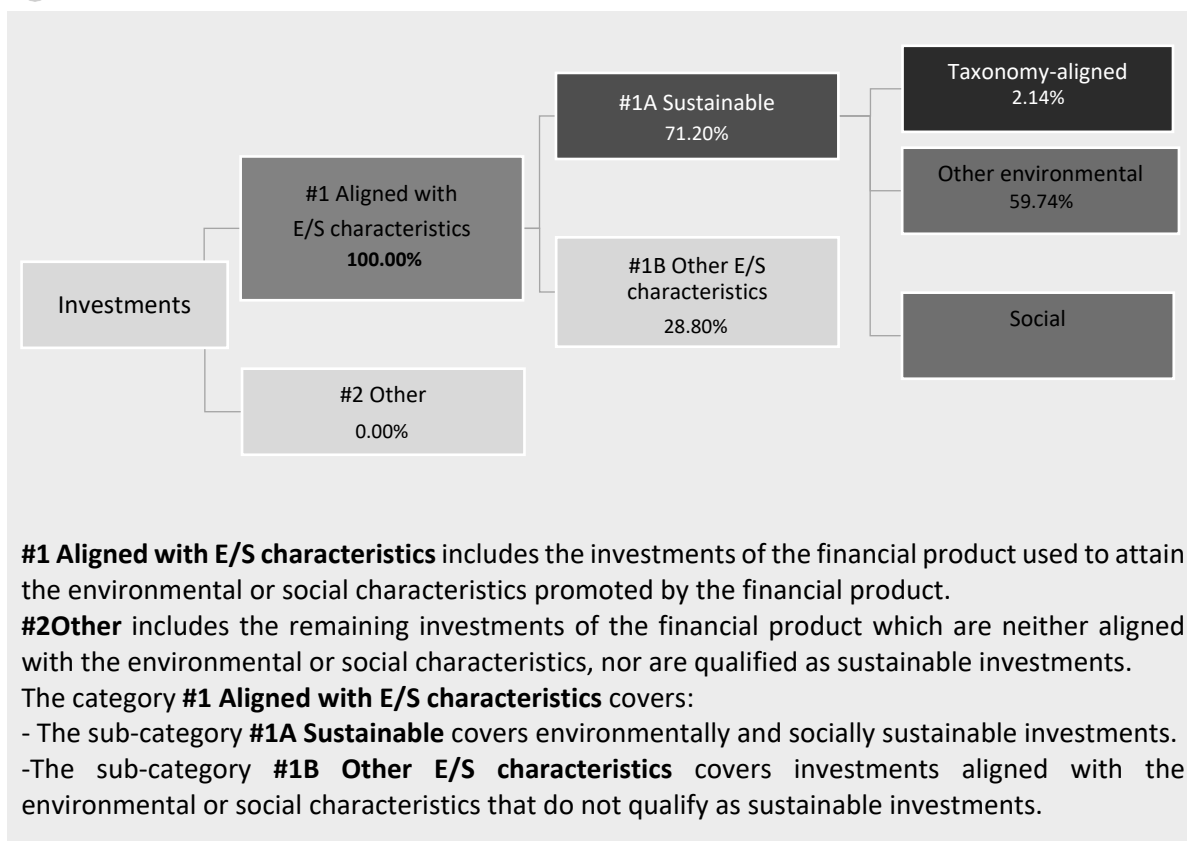 Investments
#1 Aligned with
E/S characteristics
100.00%
#2 Other
0.00%
#1A Sustainable
71.20%
#1B Other E/S
characteristics
28.80%
Taxonomy-aligned
2.14%
Other environmental
59.74%
Social
#1 Aligned with E/S characteristics includes the investments of the financial product used to attain
the environmental or social characteristics promoted by the financial product.
#2Other includes the remaining investments of the financial product which are neither aligned
with the environmental or social characteristics, nor are qualified as sustainable investments.
The category #1 Aligned with E/S characteristics covers:
- The sub-category #1A Sustainable covers environmentally and socially sustainable investments.
-The sub-category #1B Other E/S characteristics covers investments aligned with the
environmental or social characteristics that do not qualify as sustainable investments.